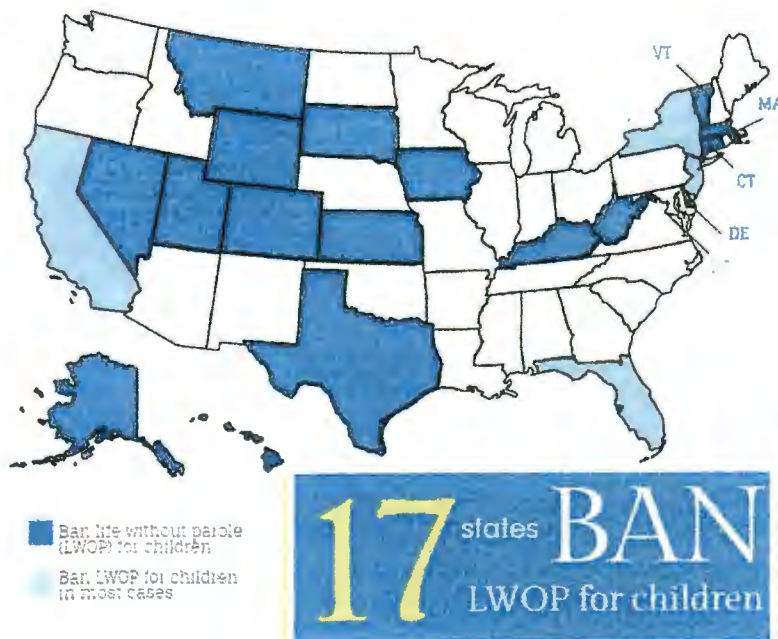 VT
MA
CT
DE
Ban life without parole
(LWOP) for children
Ban LWOP for children
in most cases
17 states BAN
LWOP for children